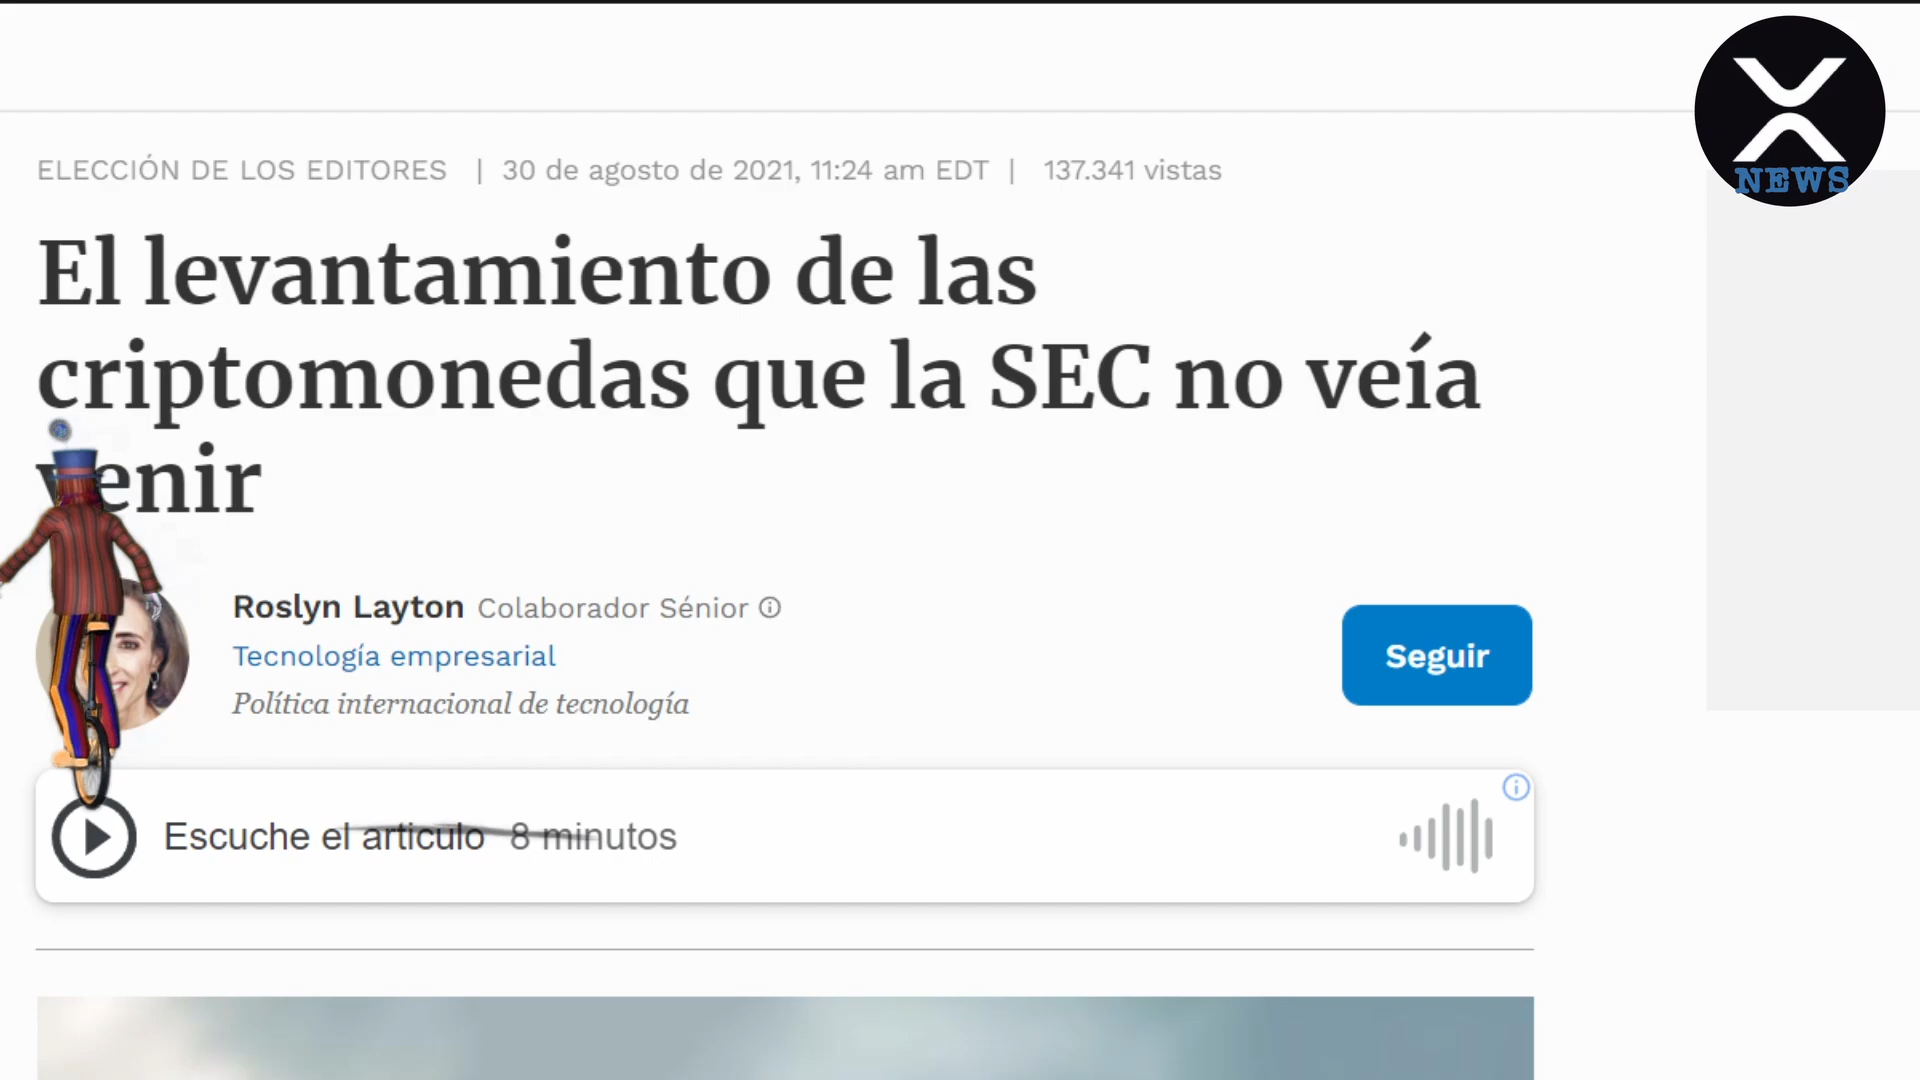 NEWS
ELECCIÓN DE LOS EDITORES | 30 de agosto de 2021, 11:24 am EDT | 137.341 vistas
El levantamiento de las
criptomonedas que la SEC no veía
venir
Roslyn Layton Colaborador Sénior
Tecnología empresarial
Política internacional de tecnología
Seguir
Escuche el articulo 8 minutos